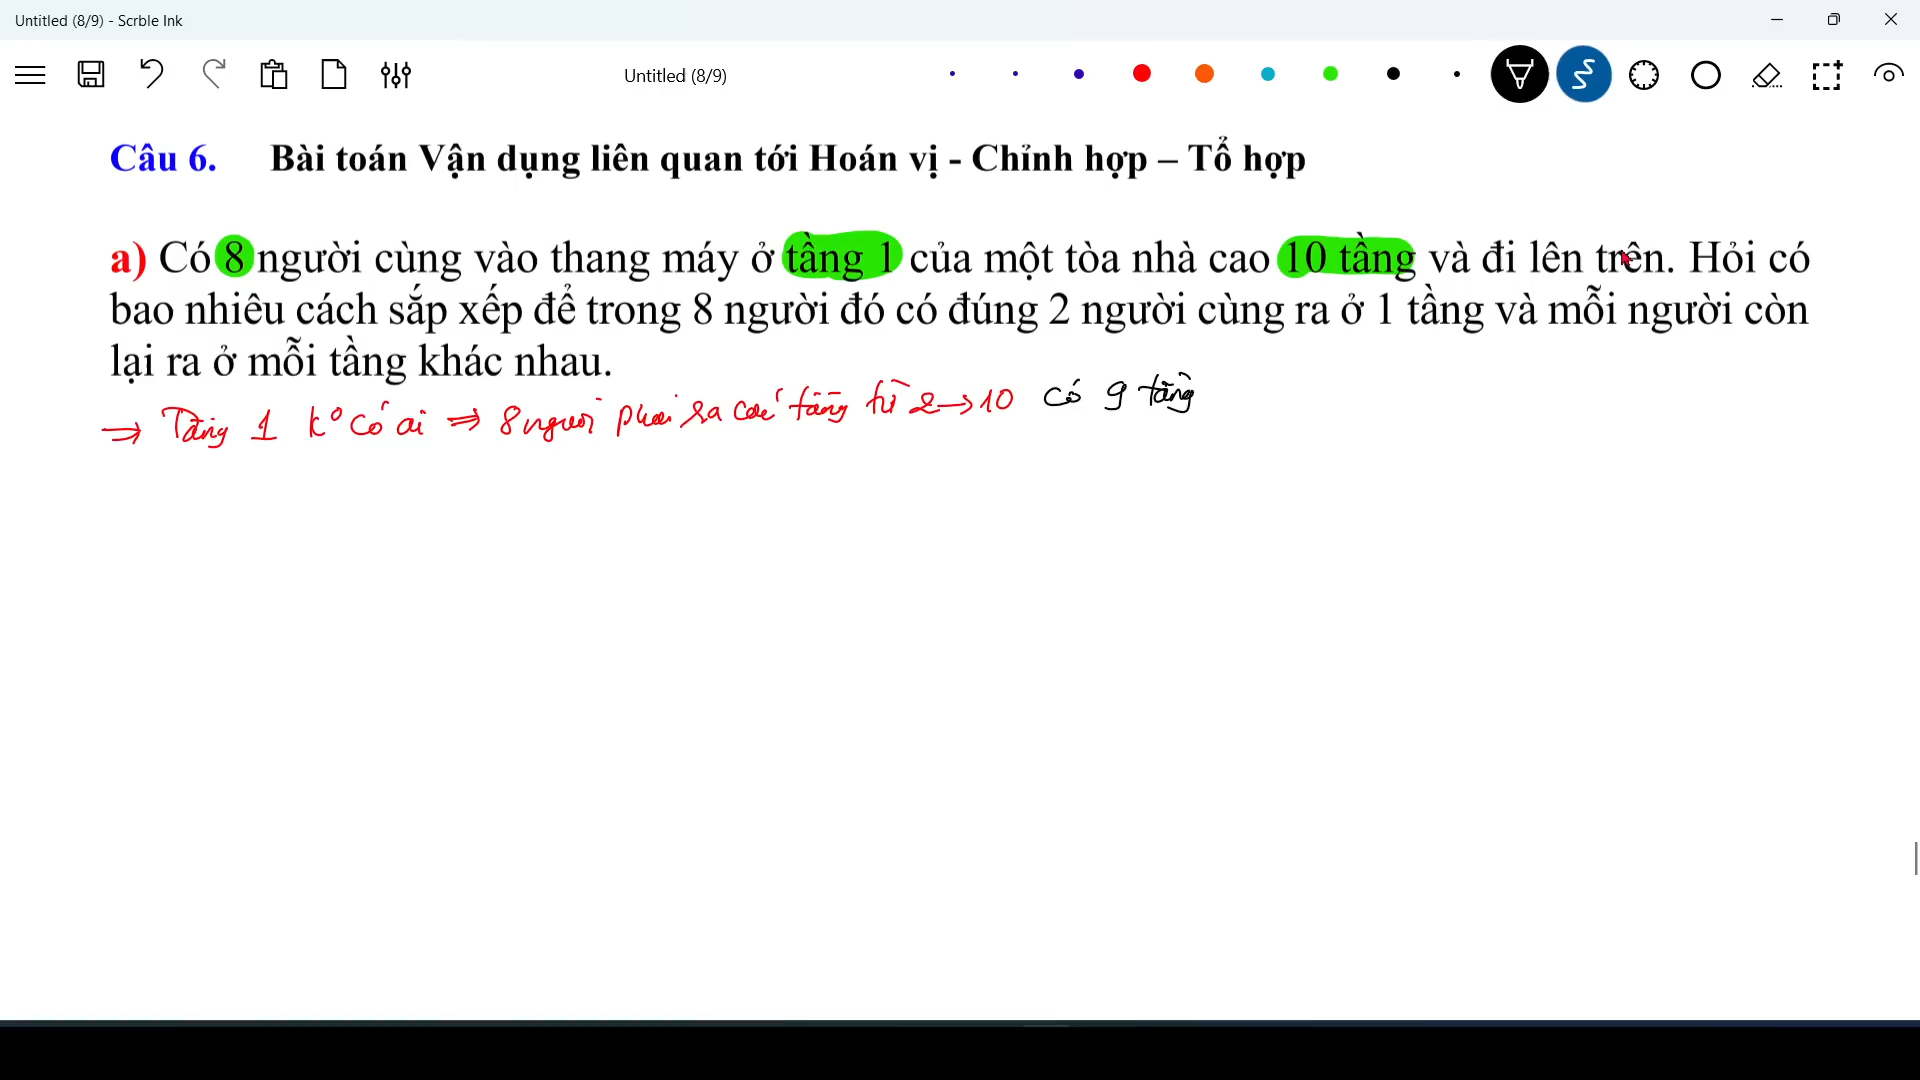 Untitled (8/9) - Scrble Ink
Untitled (8/9)
Câu 6. Bài toán Vận dụng liên quan tới Hoán vị - Chỉnh hợp – Tổ hợp
a) Có 8 người cùng vào thang máy ở tầng 1 của một tòa nhà cao 10 tầng và đi lên trên. Hỏi có
bao nhiêu cách sắp xếp để trong 8 người đó có đúng 2 người cùng ra ở 1 tầng và mỗi người còn
lại ra ở mỗi tầng khác nhau.
⇒ Tầng 1 k° có ai ⇒ 8 người phải ra các tầng từ 2 → 10 có 9 tầng